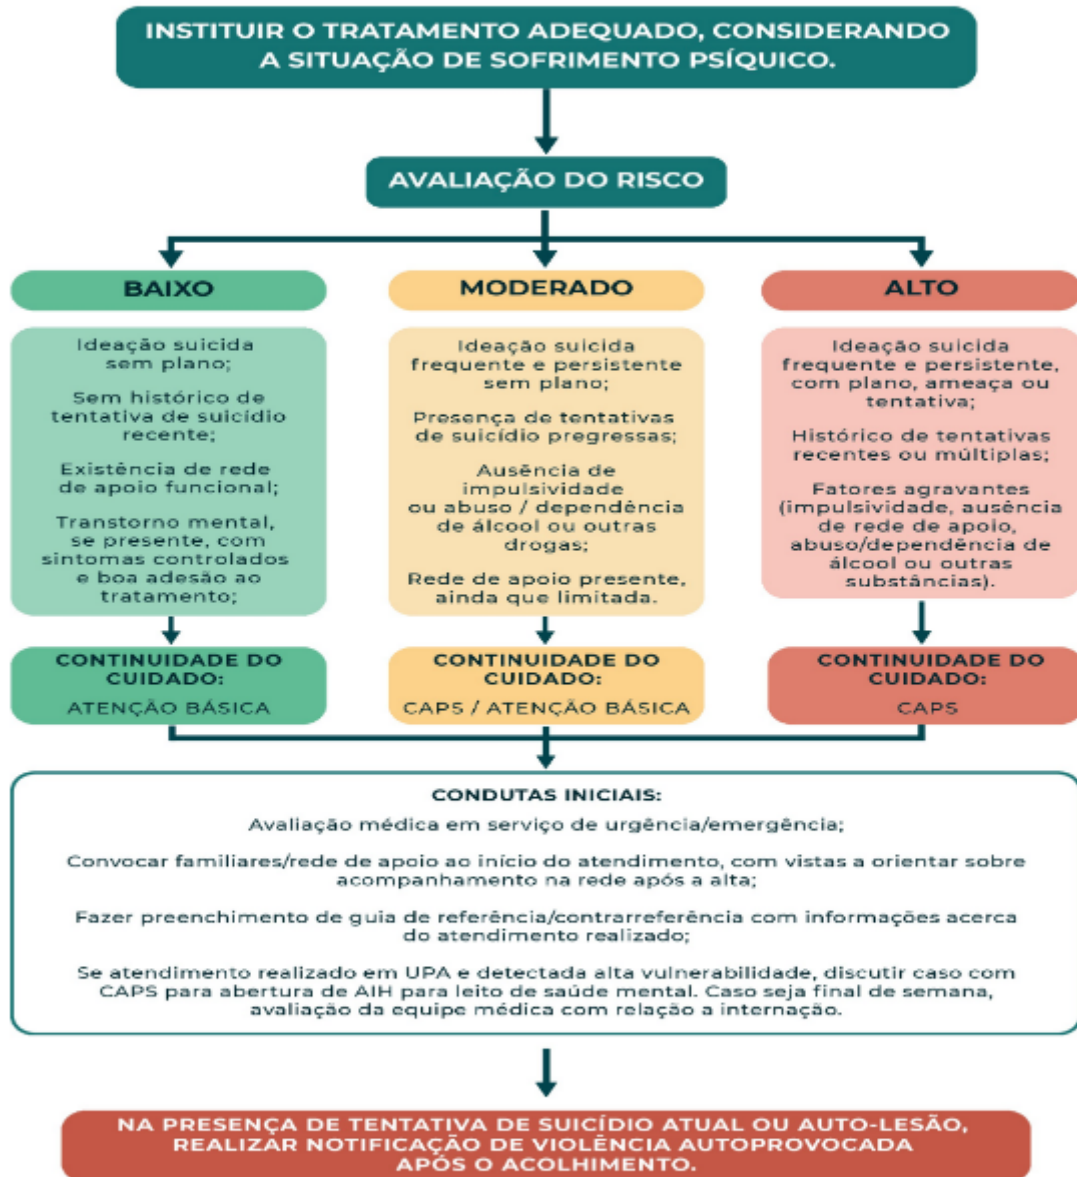 INSTITUIR O TRATAMENTO ADEQUADO, CONSIDERANDO
A SITUAÇÃO DE SOFRIMENTO PSÍQUICO.
AVALIAÇÃO DO RISCO
BAIXO
Ideação suicida
sem plano;
Sem histórico de
tentativa de suicídio
recente;
Existência de rede
de apoio funcional;
Transtorno mental,
se presente, com
sintomas controlados
e boa adesão ao
tratamento;
CONTINUIDADE DO
CUIDADO:
ATENÇÃO BÁSICA
MODERADO
Ideação suicida
frequente e persistente
sem plano;
Presença de tentativas
de suicídio pregressas;
Ausência de
impulsividade
ou abuso / dependência
de álcool ou outras
drogas;
Rede de apoio presente,
ainda que limitada.
CONTINUIDADE DO
CUIDADO:
CAPS / ATENÇÃO BÁSICA
ALTO
Ideação suicida
frequente e persistente,
com plano, ameaça ou
tentativa;
Histórico de tentativas
recentes ou múltiplas;
Fatores agravantes
(impulsividade, ausência
de rede de apoio,
abuso/dependência de
álcool ou outras
substâncias).
CONTINUIDADE DO
CUIDADO:
CAPS
CONDUTAS INICIAIS:
Avaliação médica em serviço de urgência/emergência;
Convocar familiares/rede de apoio ao início do atendimento, com vistas a orientar sobre
acompanhamento na rede após a alta;
Fazer preenchimento de guia de referência/contrarreferência com informações acerca
do atendimento realizado;
Se atendimento realizado em UPA e detectada alta vulnerabilidade, discutir caso com
CAPS para abertura de AIH para leito de saúde mental. Caso seja final de semana,
avaliação da equipe médica com relação a internação.
NA PRESENÇA DE TENTATIVA DE SUICÍDIO ATUAL OU AUTO-LESÃO,
REALIZAR NOTIFICAÇÃO DE VIOLÊNCIA AUTOPROVOCADA
APÓS O ACOLHIMENTO.